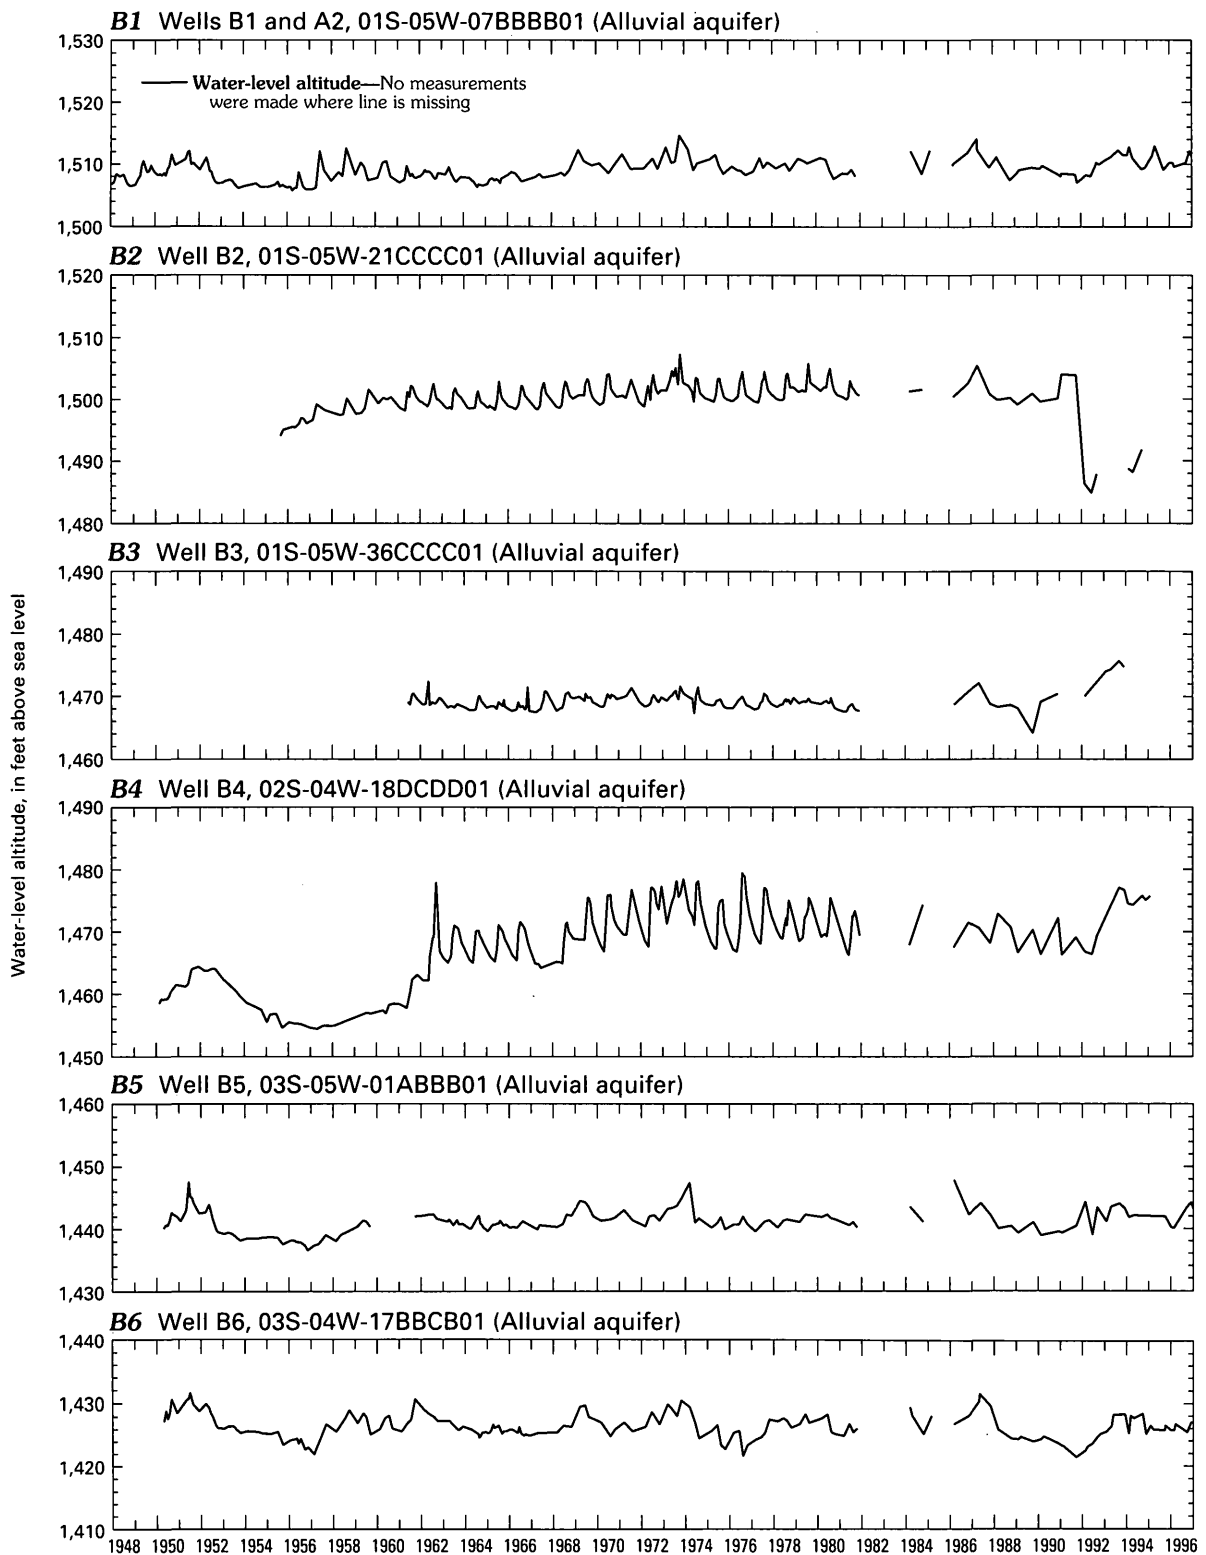 B1 Wells B1 and A2, 01S-05W-07BBBB01 (Alluvial aquifer)
1,530
Water-level altitude—No measurements
were made where line is missing
1,520
1,510
1,500
B2 Well B2, 01S-05W-21CCCC01 (Alluvial aquifer)
1,520
1,510
1,500
1,490
1,480
B3 Well B3, 01S-05W-36CCCC01 (Alluvial aquifer)
1,490
1,480
1,470
1,460
Water-level altitude, in feet above sea level
B4 Well B4, 02S-04W-18DCDD01 (Alluvial aquifer)
1,490
1,480
1,470
1,460
1,450
B5 Well B5, 03S-05W-01ABBB01 (Alluvial aquifer)
1,460
1,450
1,440
1,430
B6 Well B6, 03S-04W-17BBCB01 (Alluvial aquifer)
1,440
1,430
1,420
1,410
1948 1950 1952 1954 1956 1958 1960 1962 1964 1966 1968 1970 1972 1974 1976 1978 1980 1982 1984 1986 1988 1990 1992 1994 1996